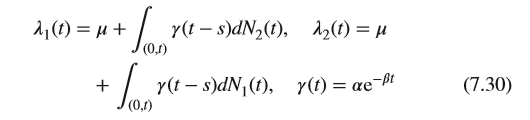 λ₁(t) = μ + ∫₍₀,ₜ₎ γ(t − s)dN₂(t), λ₂(t) = μ
+ ∫₍₀,ₜ₎ γ(t − s)dN₁(t), γ(t) = αe^{−βt} (7.30)